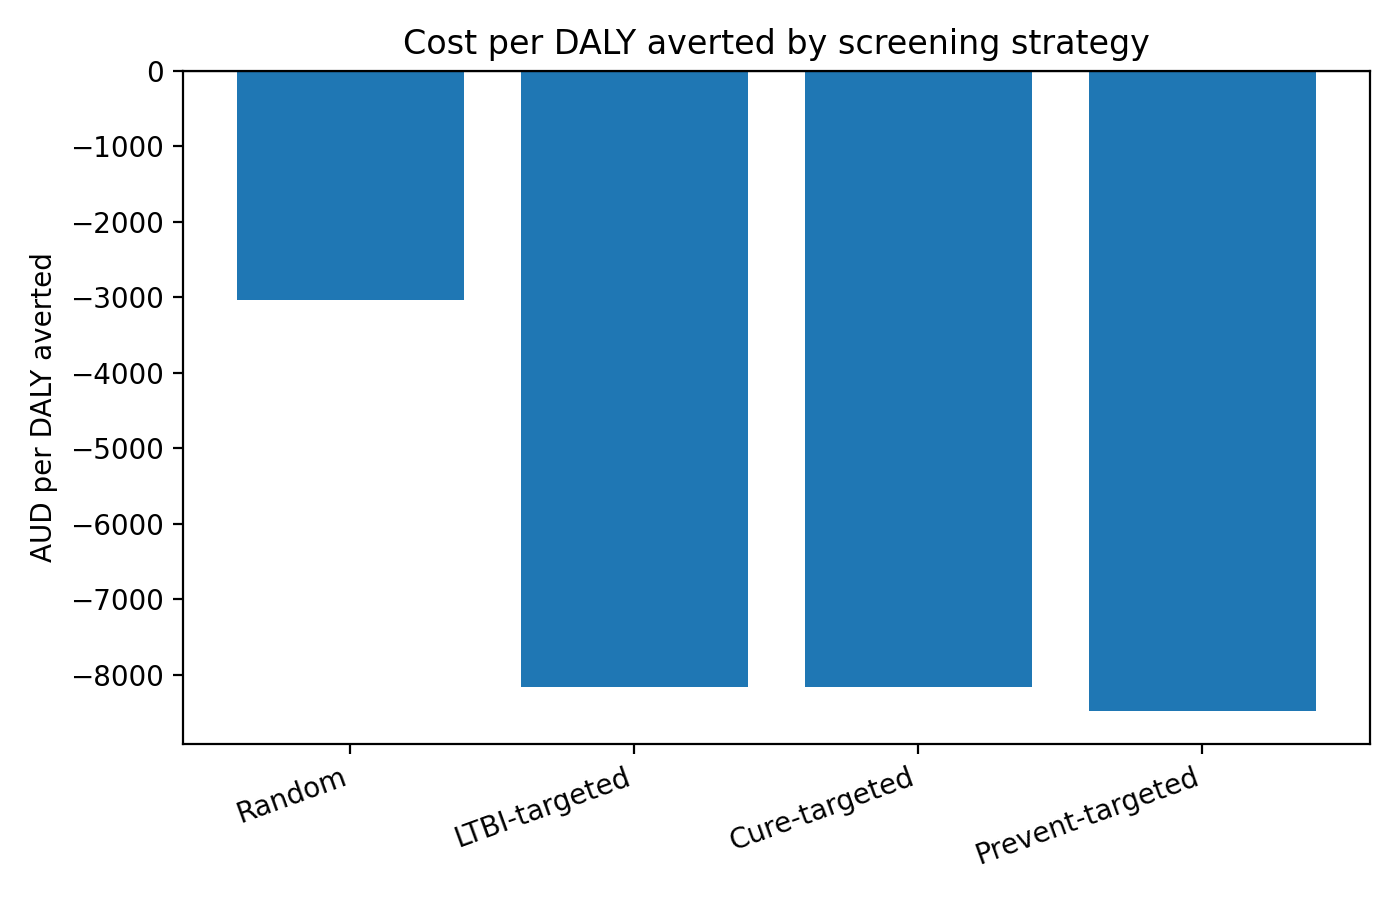 Cost per DALY averted by screening strategy
AUD per DALY averted
0
−1000
−2000
−3000
−4000
−5000
−6000
−7000
−8000
Random
LTBI-targeted
Cure-targeted
Prevent-targeted